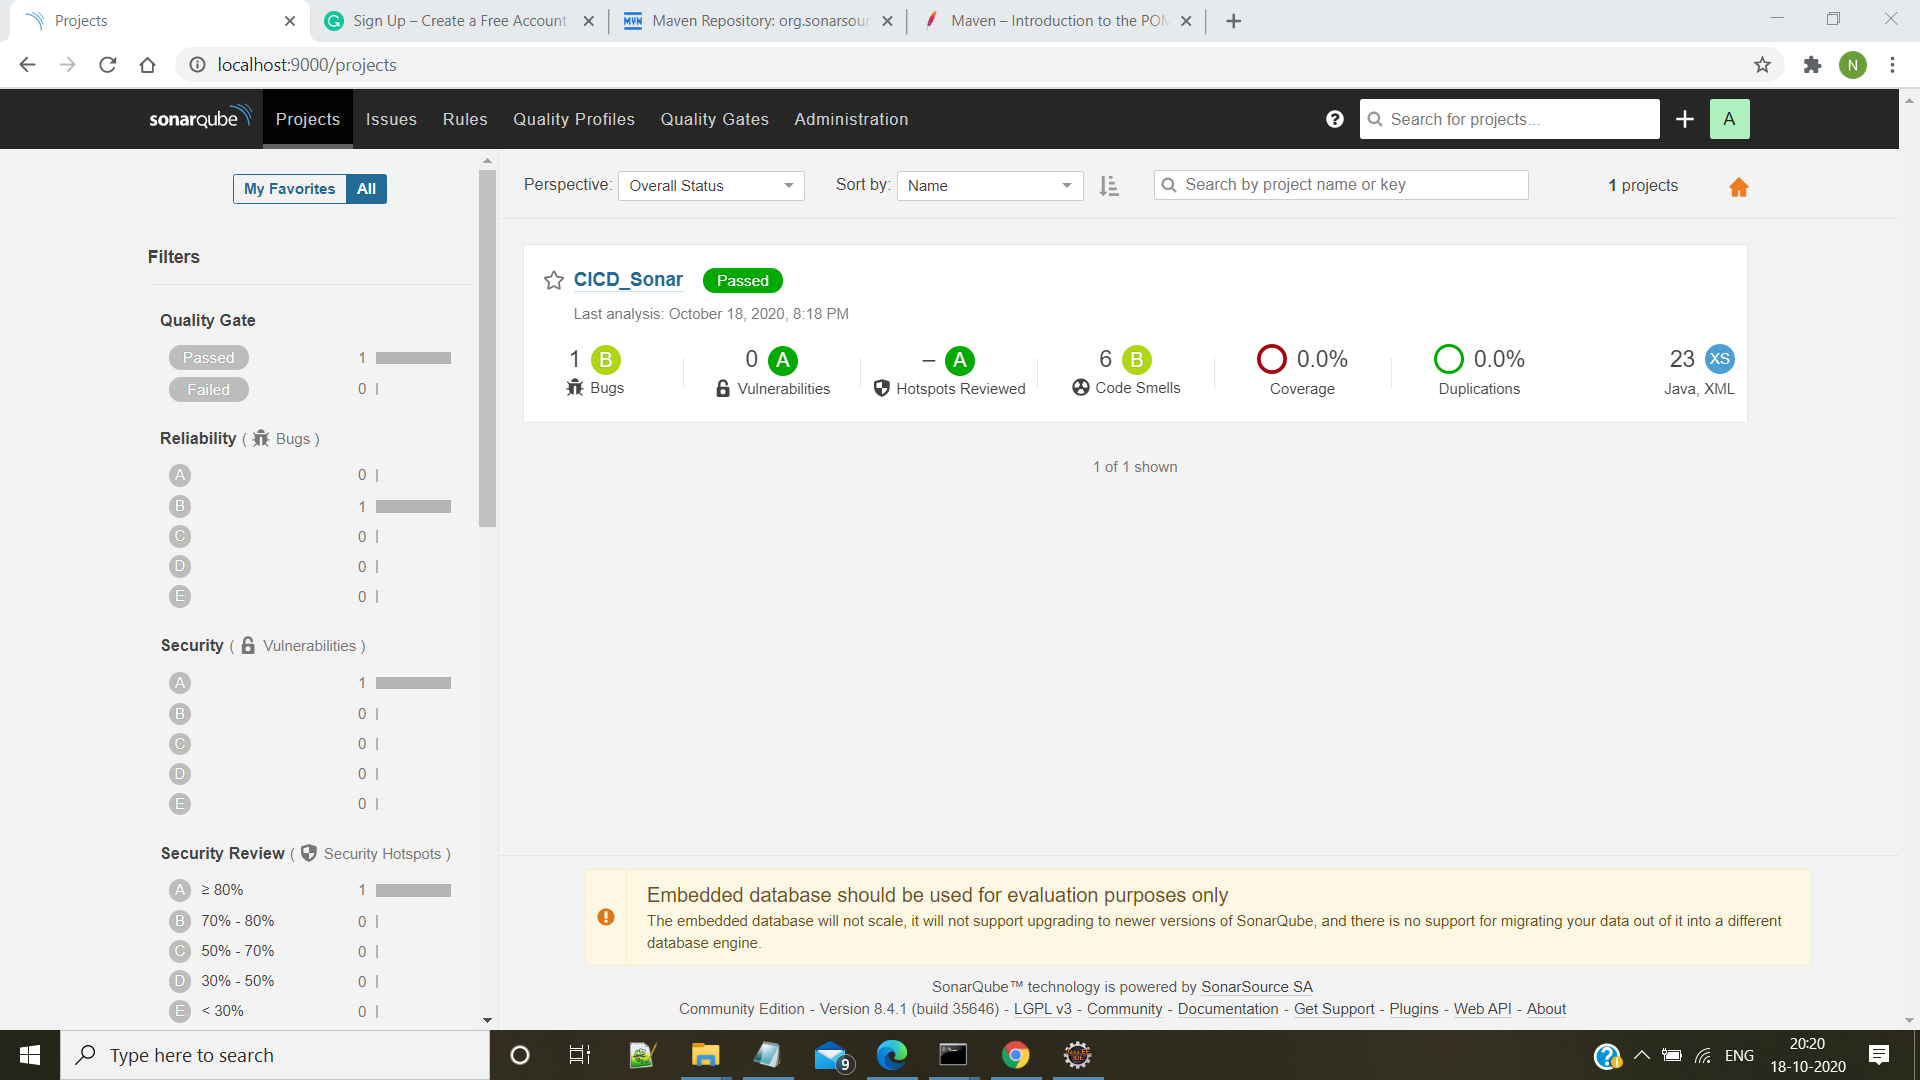 Projects
Sign Up – Create a Free Account
MVN Maven Repository: org.sonarsour
Maven – Introduction to the POM
localhost:9000/projects
N
sonarqube Projects Issues Rules Quality Profiles Quality Gates Administration
? Search for projects... + A
My Favorites All
Perspective: Overall Status Sort by: Name Search by project name or key 1 projects
Filters
Quality Gate
Passed 1
Failed 0
Reliability ( Bugs )
A 0
B 1
C 0
D 0
E 0
Security ( Vulnerabilities )
A 1
B 0
C 0
D 0
E 0
Security Review ( Security Hotspots )
A ≥ 80% 1
B 70% - 80% 0
C 50% - 70% 0
D 30% - 50% 0
E < 30% 0
CICD_Sonar Passed
Last analysis: October 18, 2020, 8:18 PM
1 B 0 A – A 6 B 0.0% 0.0% 23 XS
Bugs Vulnerabilities Hotspots Reviewed Code Smells Coverage Duplications Java, XML
1 of 1 shown
Embedded database should be used for evaluation purposes only
The embedded database will not scale, it will not support upgrading to newer versions of SonarQube, and there is no support for migrating your data out of it into a different
database engine.
SonarQube™ technology is powered by SonarSource SA
Community Edition - Version 8.4.1 (build 35646) - LGPL v3 - Community - Documentation - Get Support - Plugins - Web API - About
Type here to search
9
ENG
20:20
18-10-2020